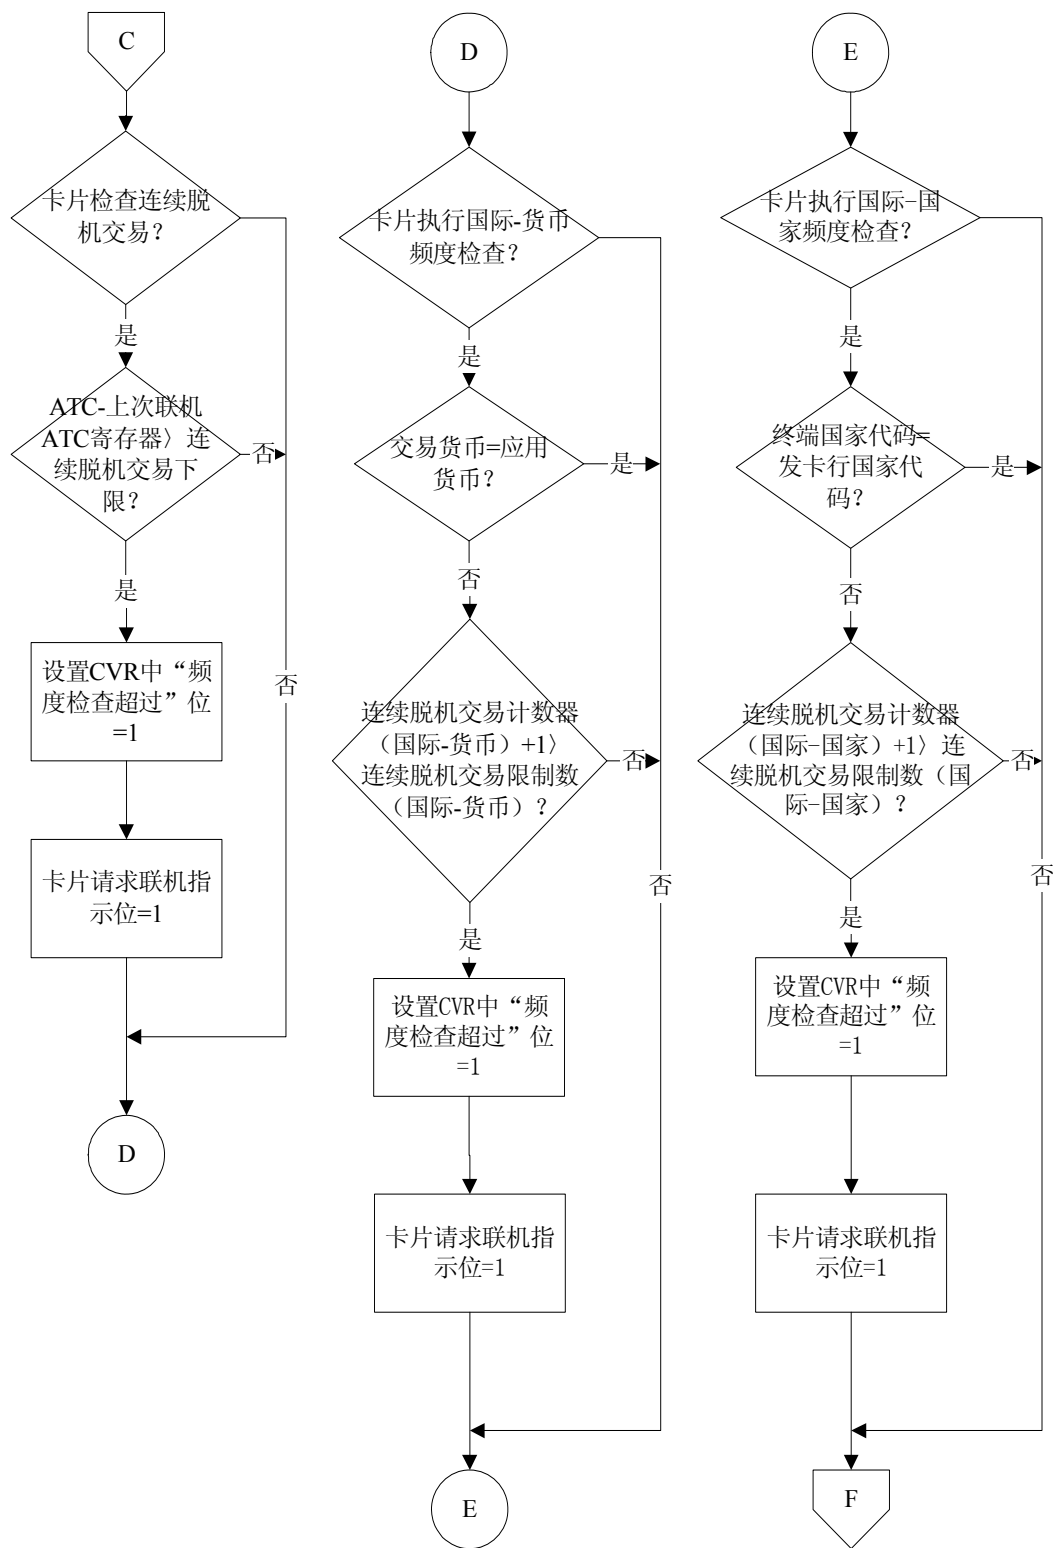 C
卡片检查连续脱
机交易？
是
ATC-上次联机
ATC寄存器〉连
续脱机交易下
限？
否
是
设置CVR中“频
度检查超过”位
=1
否
卡片请求联机指
示位=1
D
D
卡片执行国际-货币
频度检查？
是
交易货币=应用
货币？
是
否
连续脱机交易计数器
（国际-货币）+1〉
连续脱机交易限制数
（国际-货币）？
否
否
是
设置CVR中“频
度检查超过”位
=1
卡片请求联机指
示位=1
E
E
卡片执行国际-国
家频度检查？
是
终端国家代码=
发卡行国家代
码？
是
否
连续脱机交易计数器
（国际-国家）+1〉连
续脱机交易限制数（国
际-国家）？
否
否
是
设置CVR中“频
度检查超过”位
=1
卡片请求联机指
示位=1
F